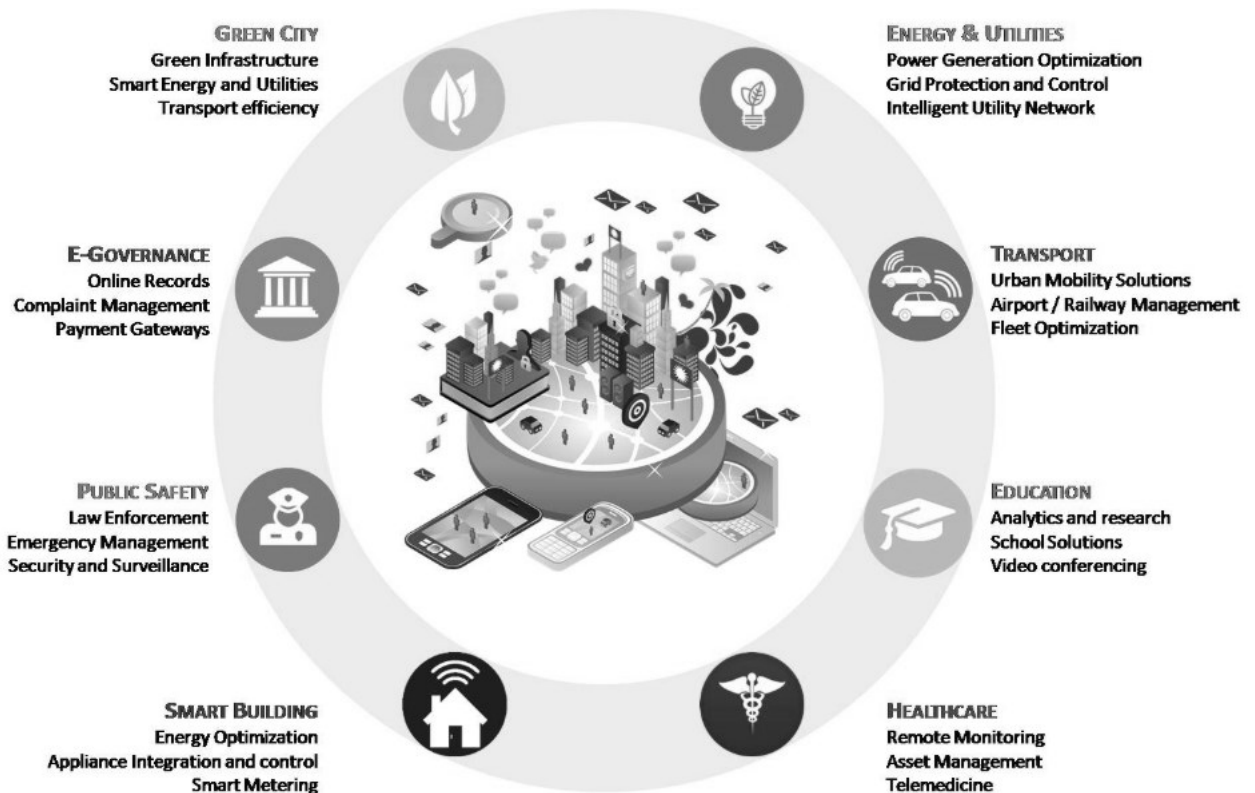 GREEN CITY
Green Infrastructure
Smart Energy and Utilities
Transport efficiency
ENERGY & UTILITIES
Power Generation Optimization
Grid Protection and Control
Intelligent Utility Network
E-GOVERNANCE
Online Records
Complaint Management
Payment Gateways
TRANSPORT
Urban Mobility Solutions
Airport / Railway Management
Fleet Optimization
PUBLIC SAFETY
Law Enforcement
Emergency Management
Security and Surveillance
EDUCATION
Analytics and research
School Solutions
Video conferencing
SMART BUILDING
Energy Optimization
Appliance Integration and control
Smart Metering
HEALTHCARE
Remote Monitoring
Asset Management
Telemedicine